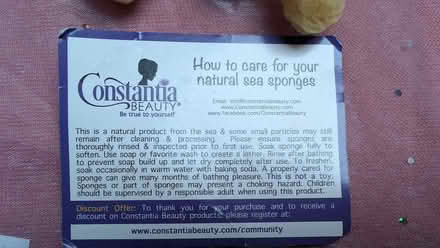 Constantia
BEAUTY®
Be true to yourself
How to care for your
natural sea sponges
Email: info@constantiabeauty.com
www.constantiabeauty.com
www.facebook.com/ConstantiaBeauty
This is a natural product from the sea & some small particles may still
remain after cleaning & processing. Please ensure sponges are
thoroughly rinsed & inspected prior to first use. Soak sponge fully to
soften. Use soap or favorite wash to create a lather. Rinse after bathing
to prevent soap build up and let dry completely after use. To freshen,
soak occasionally in warm water with baking soda. A properly cared for
sponge can give many months of bathing pleasure. This is not a toy.
Sponges or part of sponges may present a choking hazard. Children
should be supervised by a responsible adult when using this product.
Discount Offer: To thank you for your purchase and to receive a
discount on Constantia Beauty products, please register at:
www.constantiabeauty.com/community